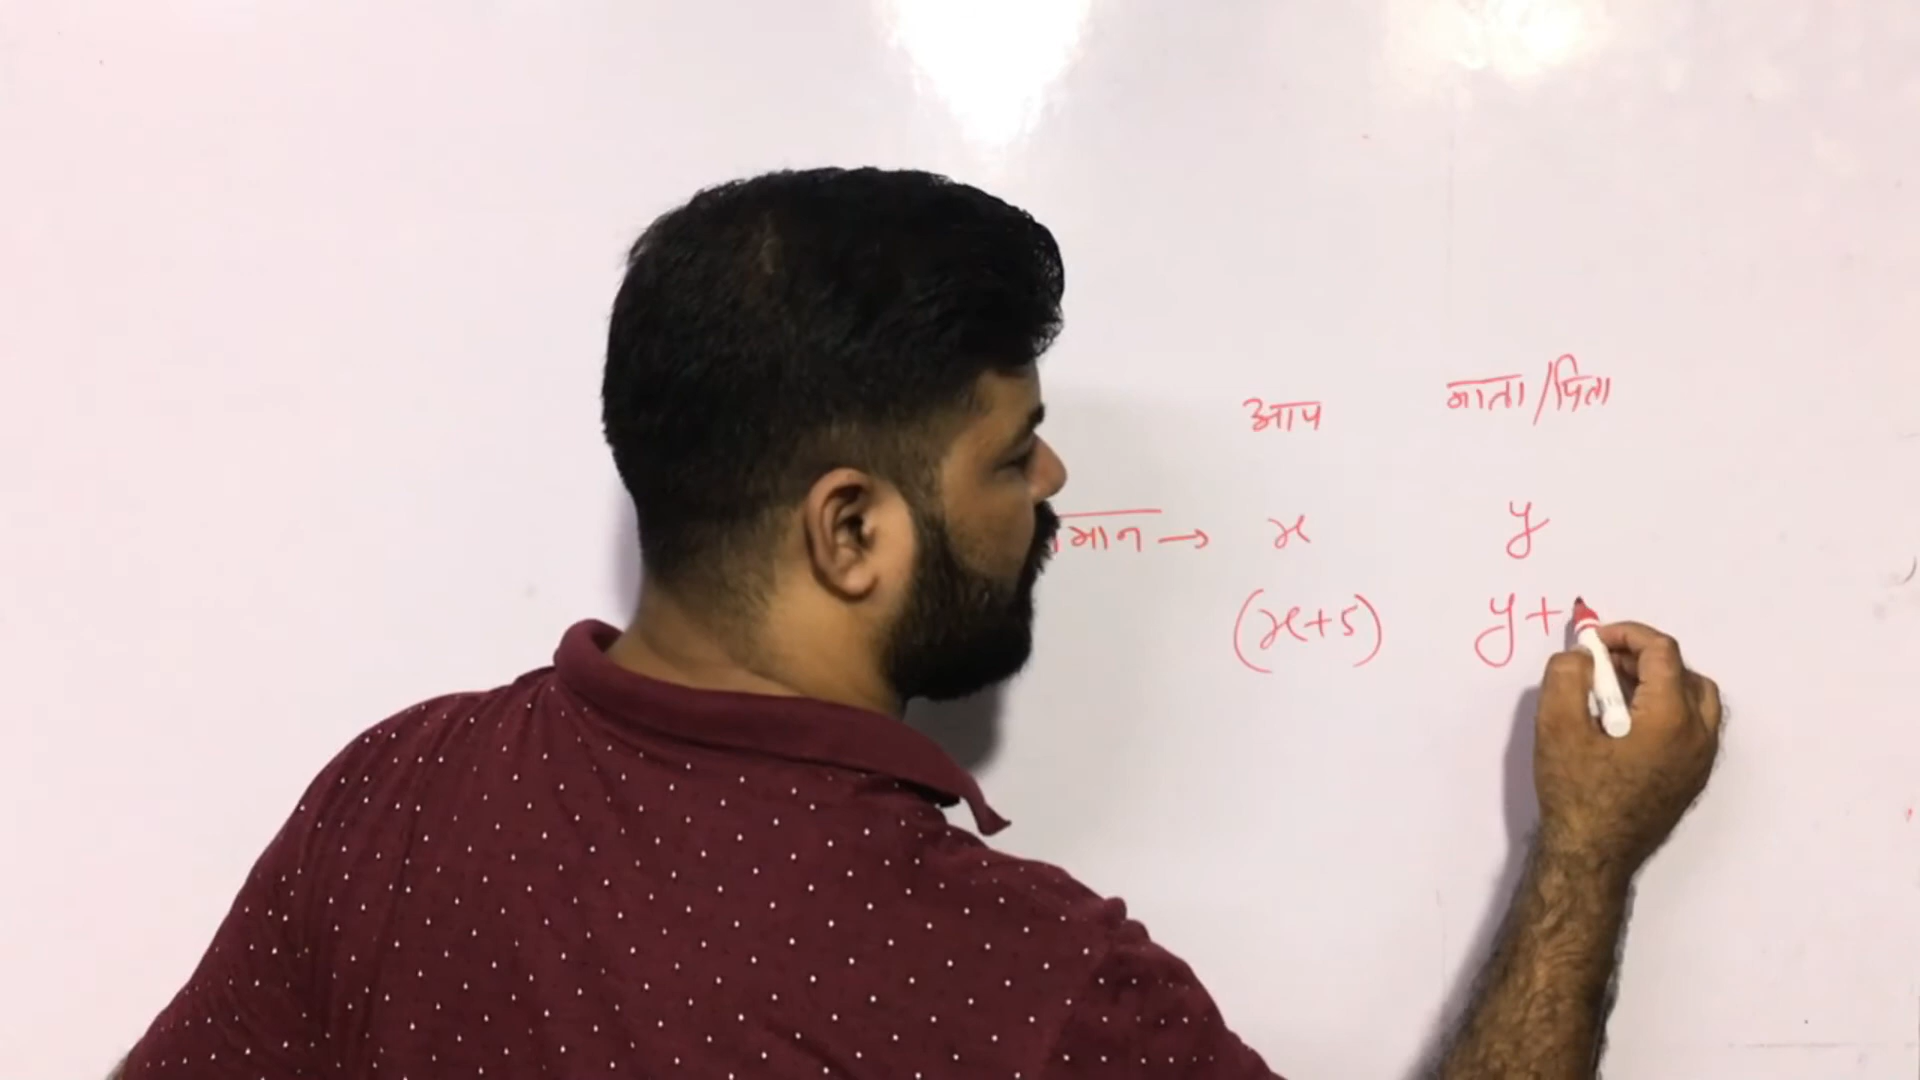 आप माता/पिता
मान → x y
(x+5) y+